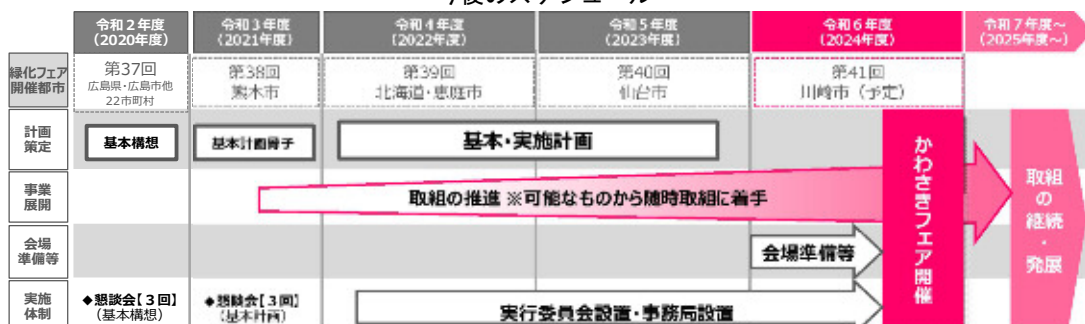 今後のスケジュール
令和2年度
(2020年度)
令和3年度
(2021年度)
令和4年度
(2022年度)
令和5年度
(2023年度)
令和6年度
(2024年度)
令和7年度～
(2025年度～)
緑化フェア
開催都市
第37回
広島県・広島市他
22市町村
第38回
熊本市
第39回
北海道・恵庭市
第40回
仙台市
第41回
川崎市（予定）
計画
策定
基本構想
基本計画骨子
基本・実施計画
事業
展開
取組の推進 ※可能なものから随時取組に着手
会場
準備等
会場準備等
実施
体制
◆懇談会【３回】
(基本構想)
◆懇談会【３回】
(基本計画)
実行委員会設置・事務局設置
かわさきフェア開催
取組
の
継続
・
発展